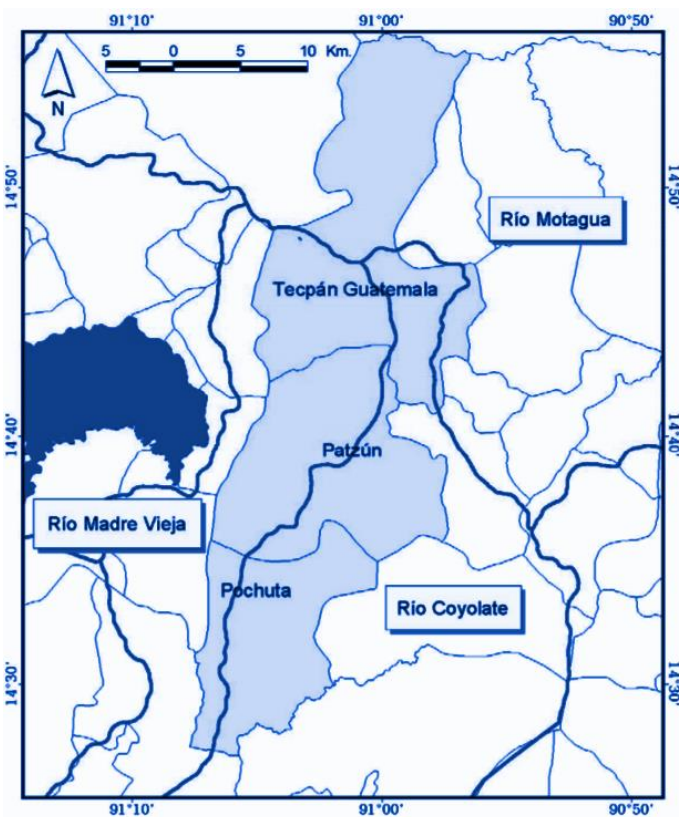 91°10'
91°00'
90°50'
5 0 5 10 Km.
N
14°50'
14°50'
Río Motagua
Tecpán Guatemala
14°40'
14°40'
Patzún
Río Madre Vieja
Pochuta
Río Coyolate
14°30'
14°30'
91°10'
91°00'
90°50'